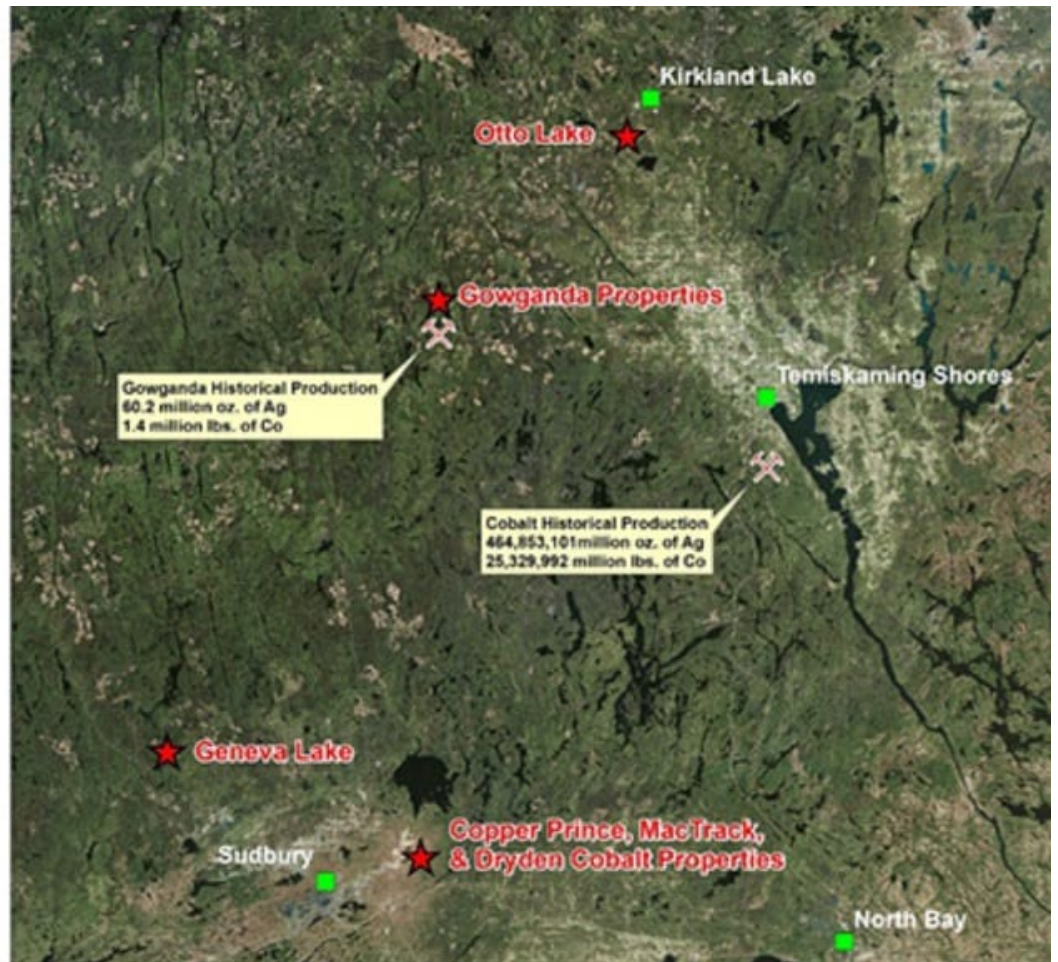 Kirkland Lake
Otto Lake
Gowganda Properties
Gowganda Historical Production
60.2 million oz. of Ag
1.4 million lbs. of Co
Temiskaming Shores
Cobalt Historical Production
464,853,101million oz. of Ag
25,329,992 million lbs. of Co
Geneva Lake
Copper Prince, MacTrack,
& Dryden Cobalt Properties
Sudbury
North Bay